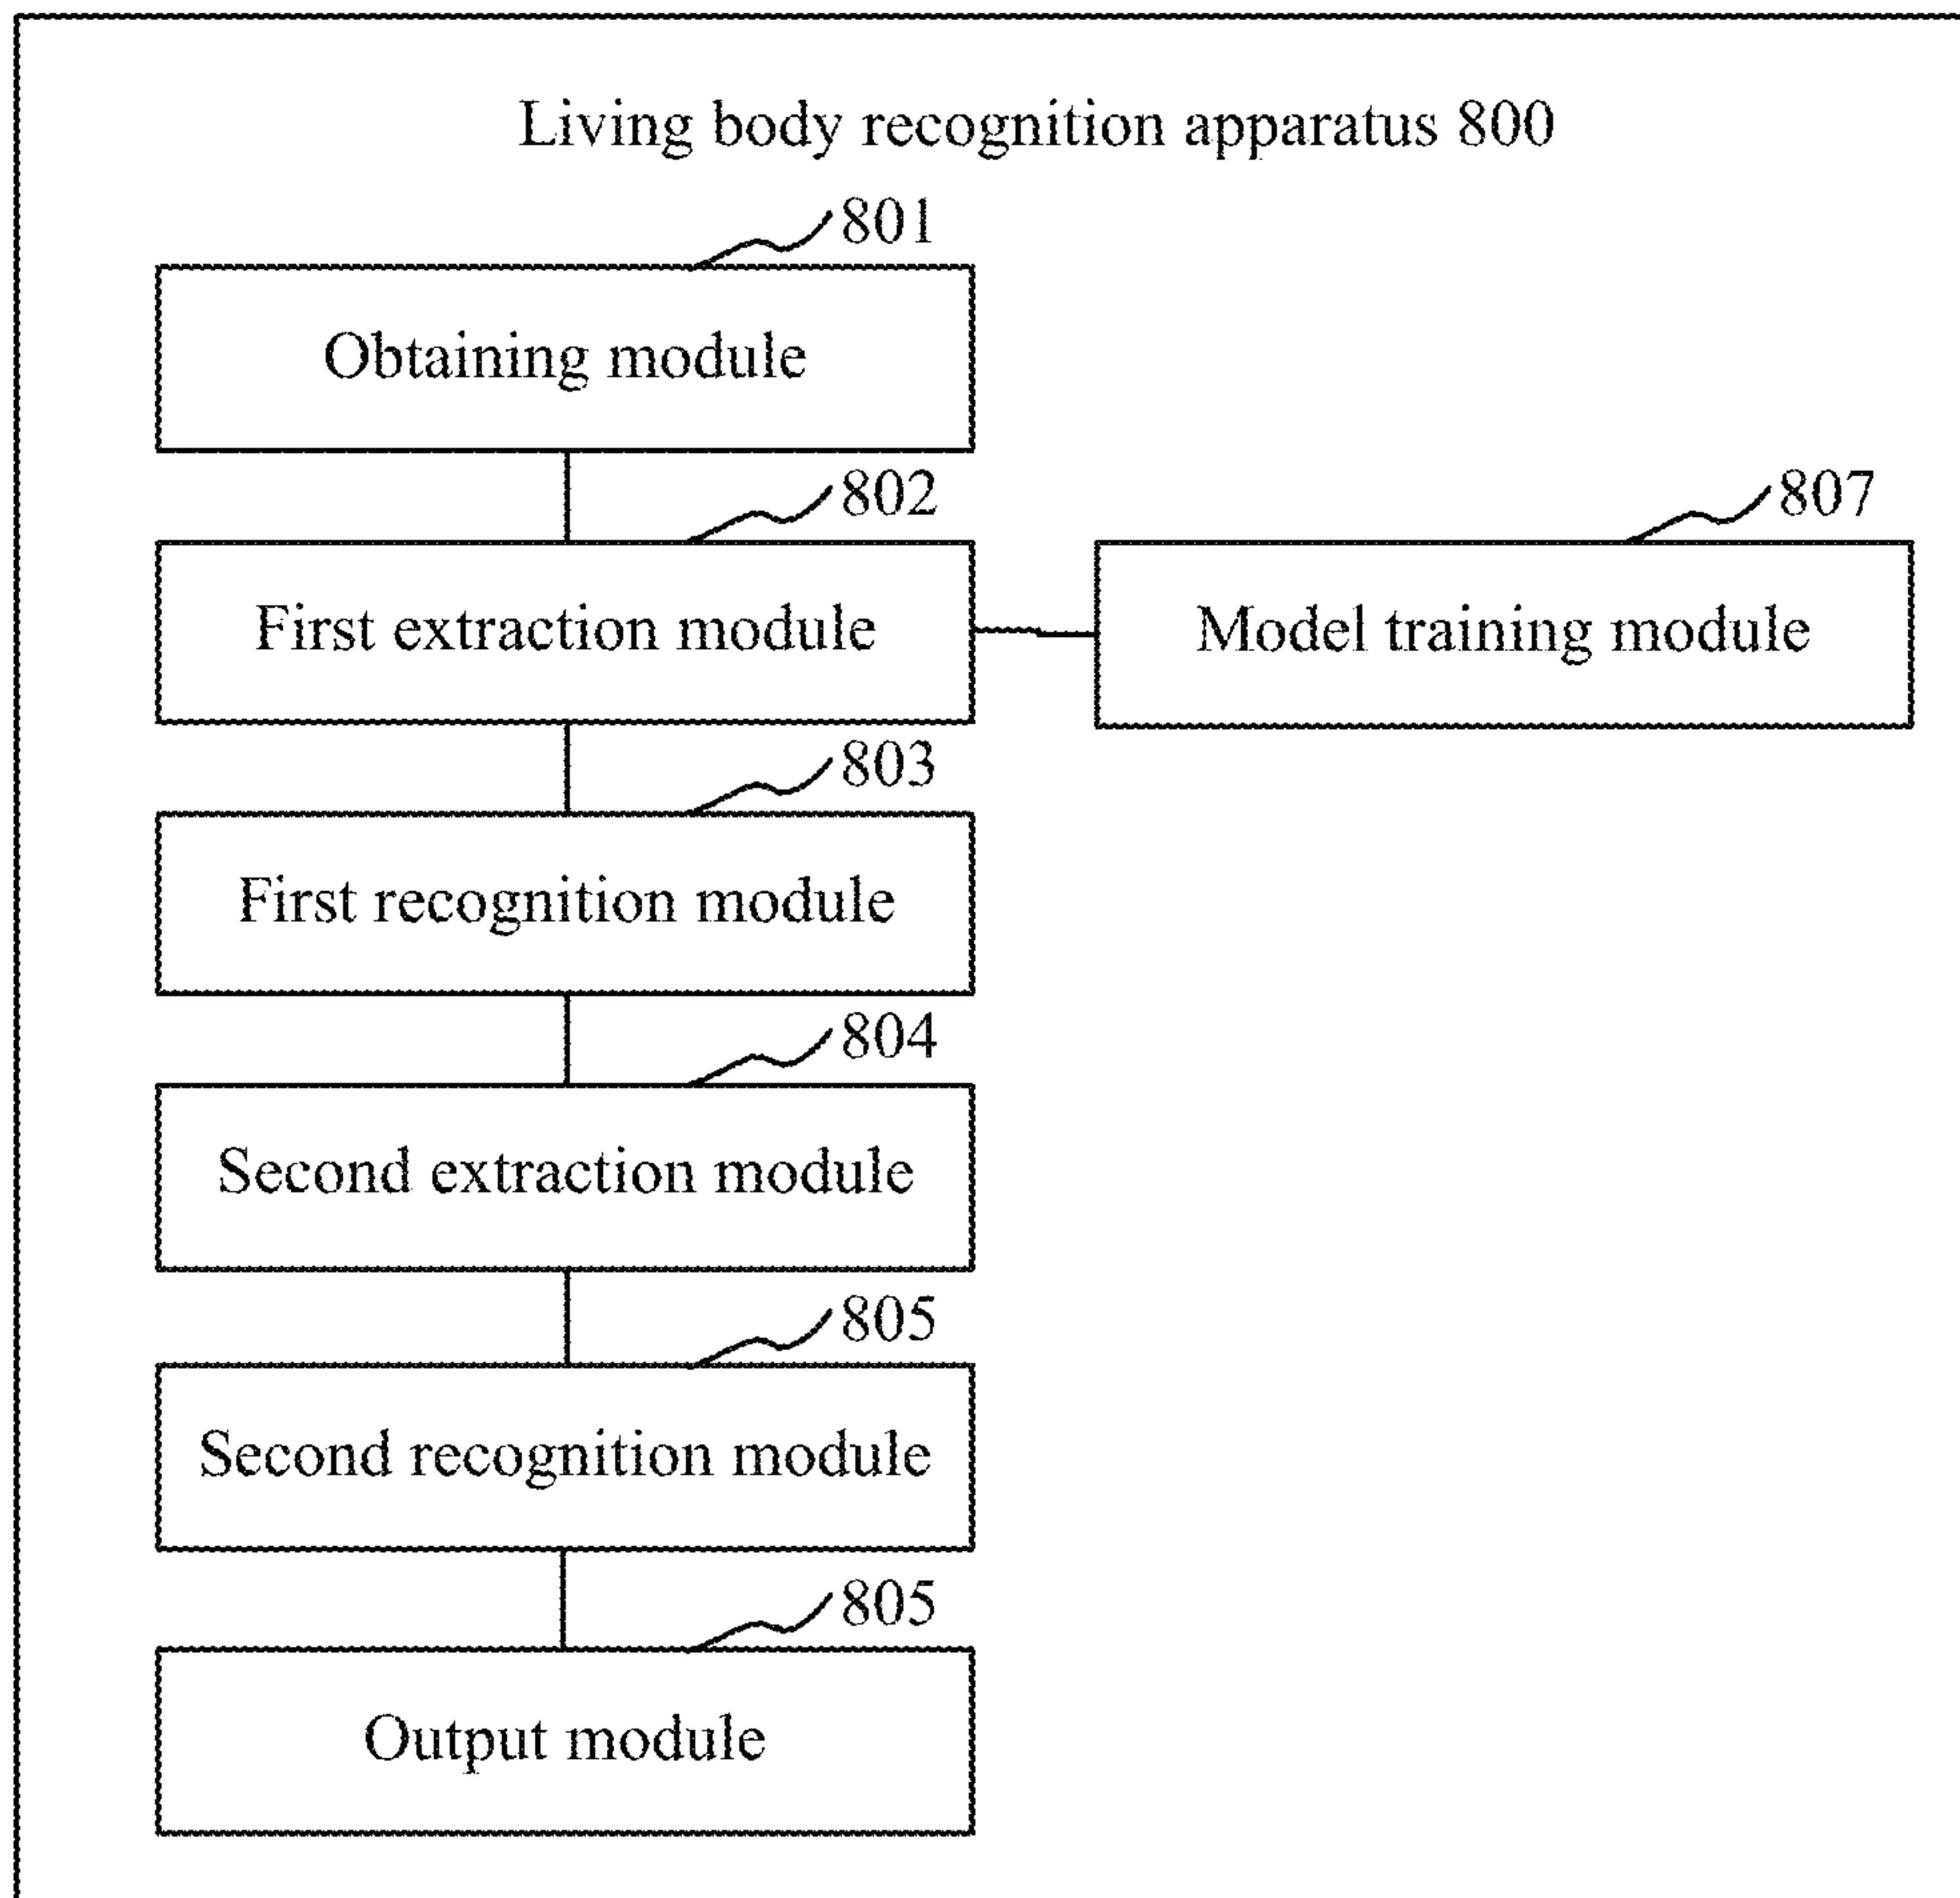 Living body recognition apparatus 800
801
Obtaining module
802
807
First extraction module
Model training module
803
First recognition module
804
Second extraction module
805
Second recognition module
805
Output module